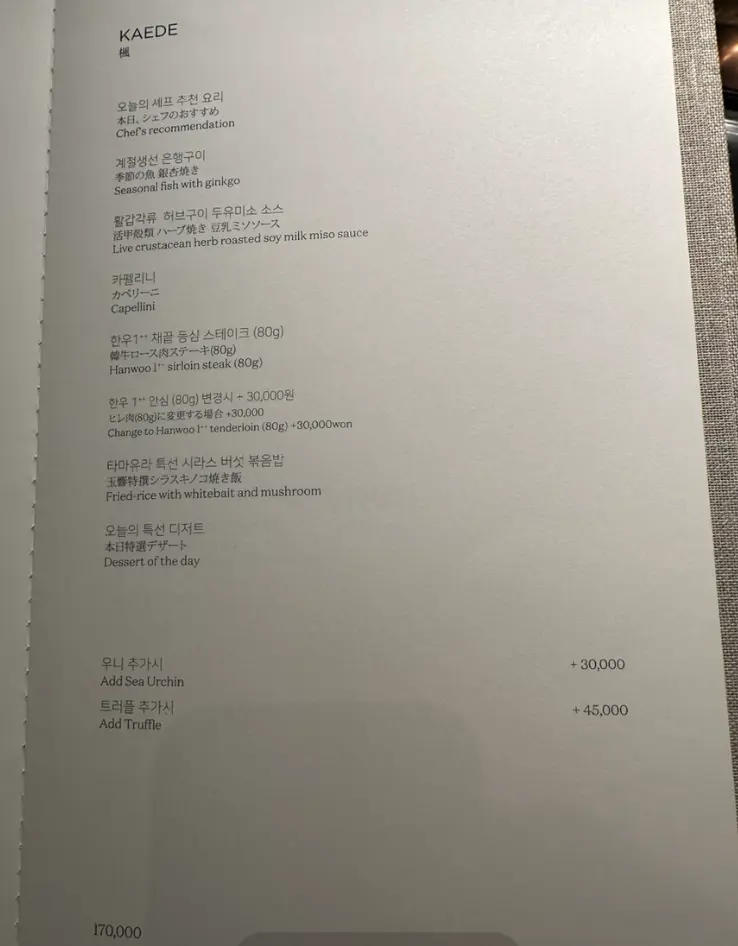 KAEDE
楓
오늘의 셰프 추천 요리
本日、シェフのおすすめ
Chef's recommendation
계절생선 은행구이
季節の魚 銀杏焼き
Seasonal fish with ginkgo
활갑각류 허브구이 두유미소 소스
活甲殻類 ハーブ焼き 豆乳ミソソース
Live crustacean herb roasted soy milk miso sauce
카펠리니
カペリーニ
Capellini
한우1⁺⁺ 채끝 등심 스테이크 (80g)
韓牛ロース肉ステーキ(80g)
Hanwoo 1⁺⁺ sirloin steak (80g)
한우 1⁺⁺ 안심 (80g) 변경시 + 30,000원
ヒレ肉(80g)に変更する場合 +30,000
Change to Hanwoo 1⁺⁺ tenderloin (80g) +30,000won
타마유라 특선 시라스 버섯 볶음밥
玉響特撰シラスキノコ焼き飯
Fried-rice with whitebait and mushroom
오늘의 특선 디저트
本日特選デザート
Dessert of the day
우니 추가시 + 30,000
Add Sea Urchin
트러플 추가시 + 45,000
Add Truffle
170,000